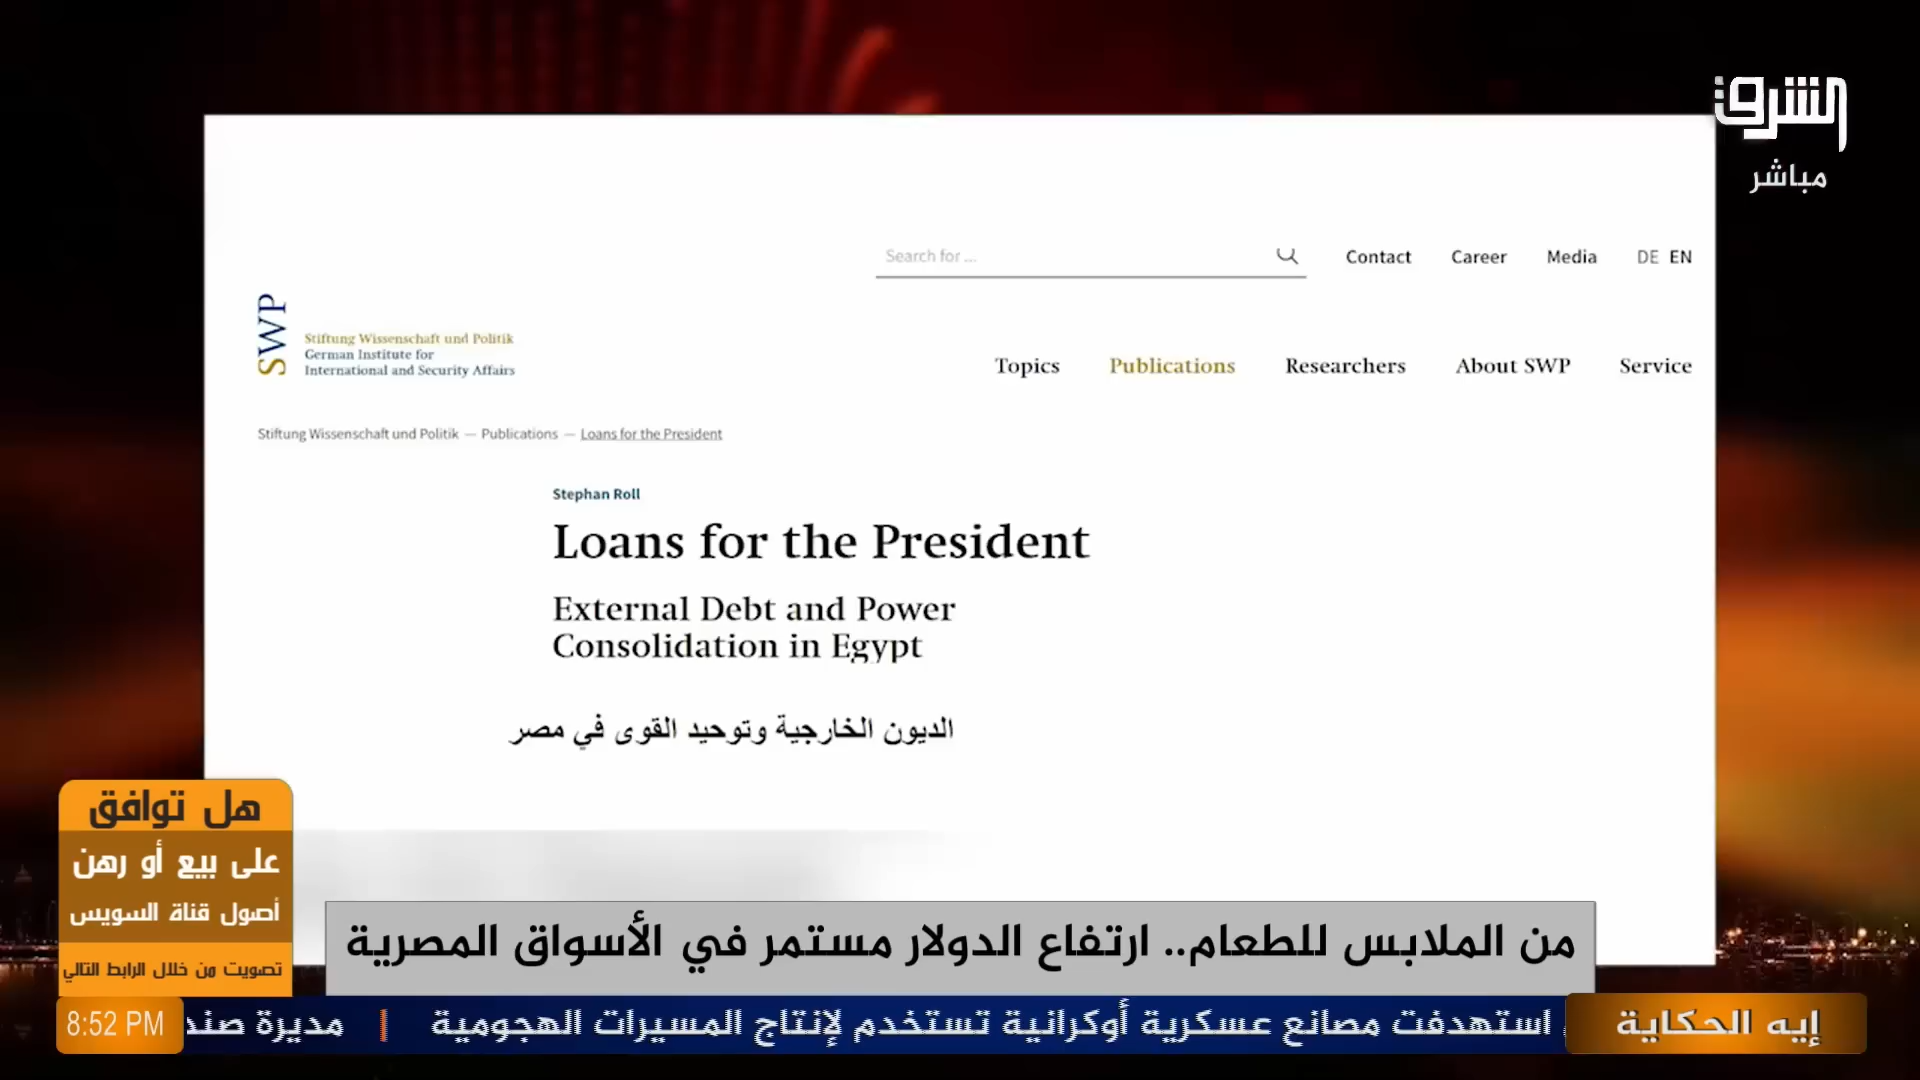 الشرق
مباشر
Search for ...
Contact
Career
Media
DE EN
SWP
Stiftung Wissenschaft und Politik
German Institute for
International and Security Affairs
Topics
Publications
Researchers
About SWP
Service
Stiftung Wissenschaft und Politik — Publications — Loans for the President
Stephan Roll
Loans for the President
External Debt and Power
Consolidation in Egypt
الديون الخارجية وتوحيد القوى في مصر
هل توافق
على بيع أو رهن
أصول قناة السويس
تصويت من خلال الرابط التالي
من الملابس للطعام.. ارتفاع الدولار مستمر في الأسواق المصرية
إيه الحكاية
استهدفت مصانع عسكرية أوكرانية تستخدم لإنتاج المسيرات الهجومية | مديرة
8:52 PM